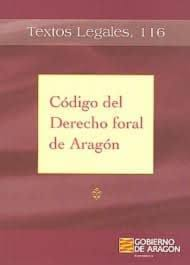 Textos Legales, 116
Código del
Derecho foral
de Aragón
GOBIERNO
DE ARAGON